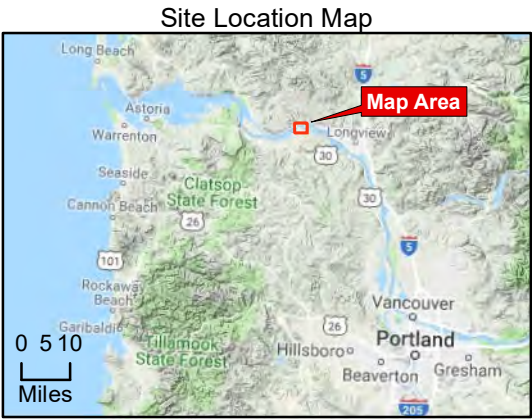 Site Location Map
Long Beach
5
Map Area
Astoria
Longview
Warrenton
30
Seaside
Clatsop
State Forest
30
Cannon Beach
26
5
101
Rockaway
Beach
Vancouver
Garibaldi
26
Portland
0 5 10
Tillamook
State Forest
Hillsboro
Miles
Beaverton
Gresham
205